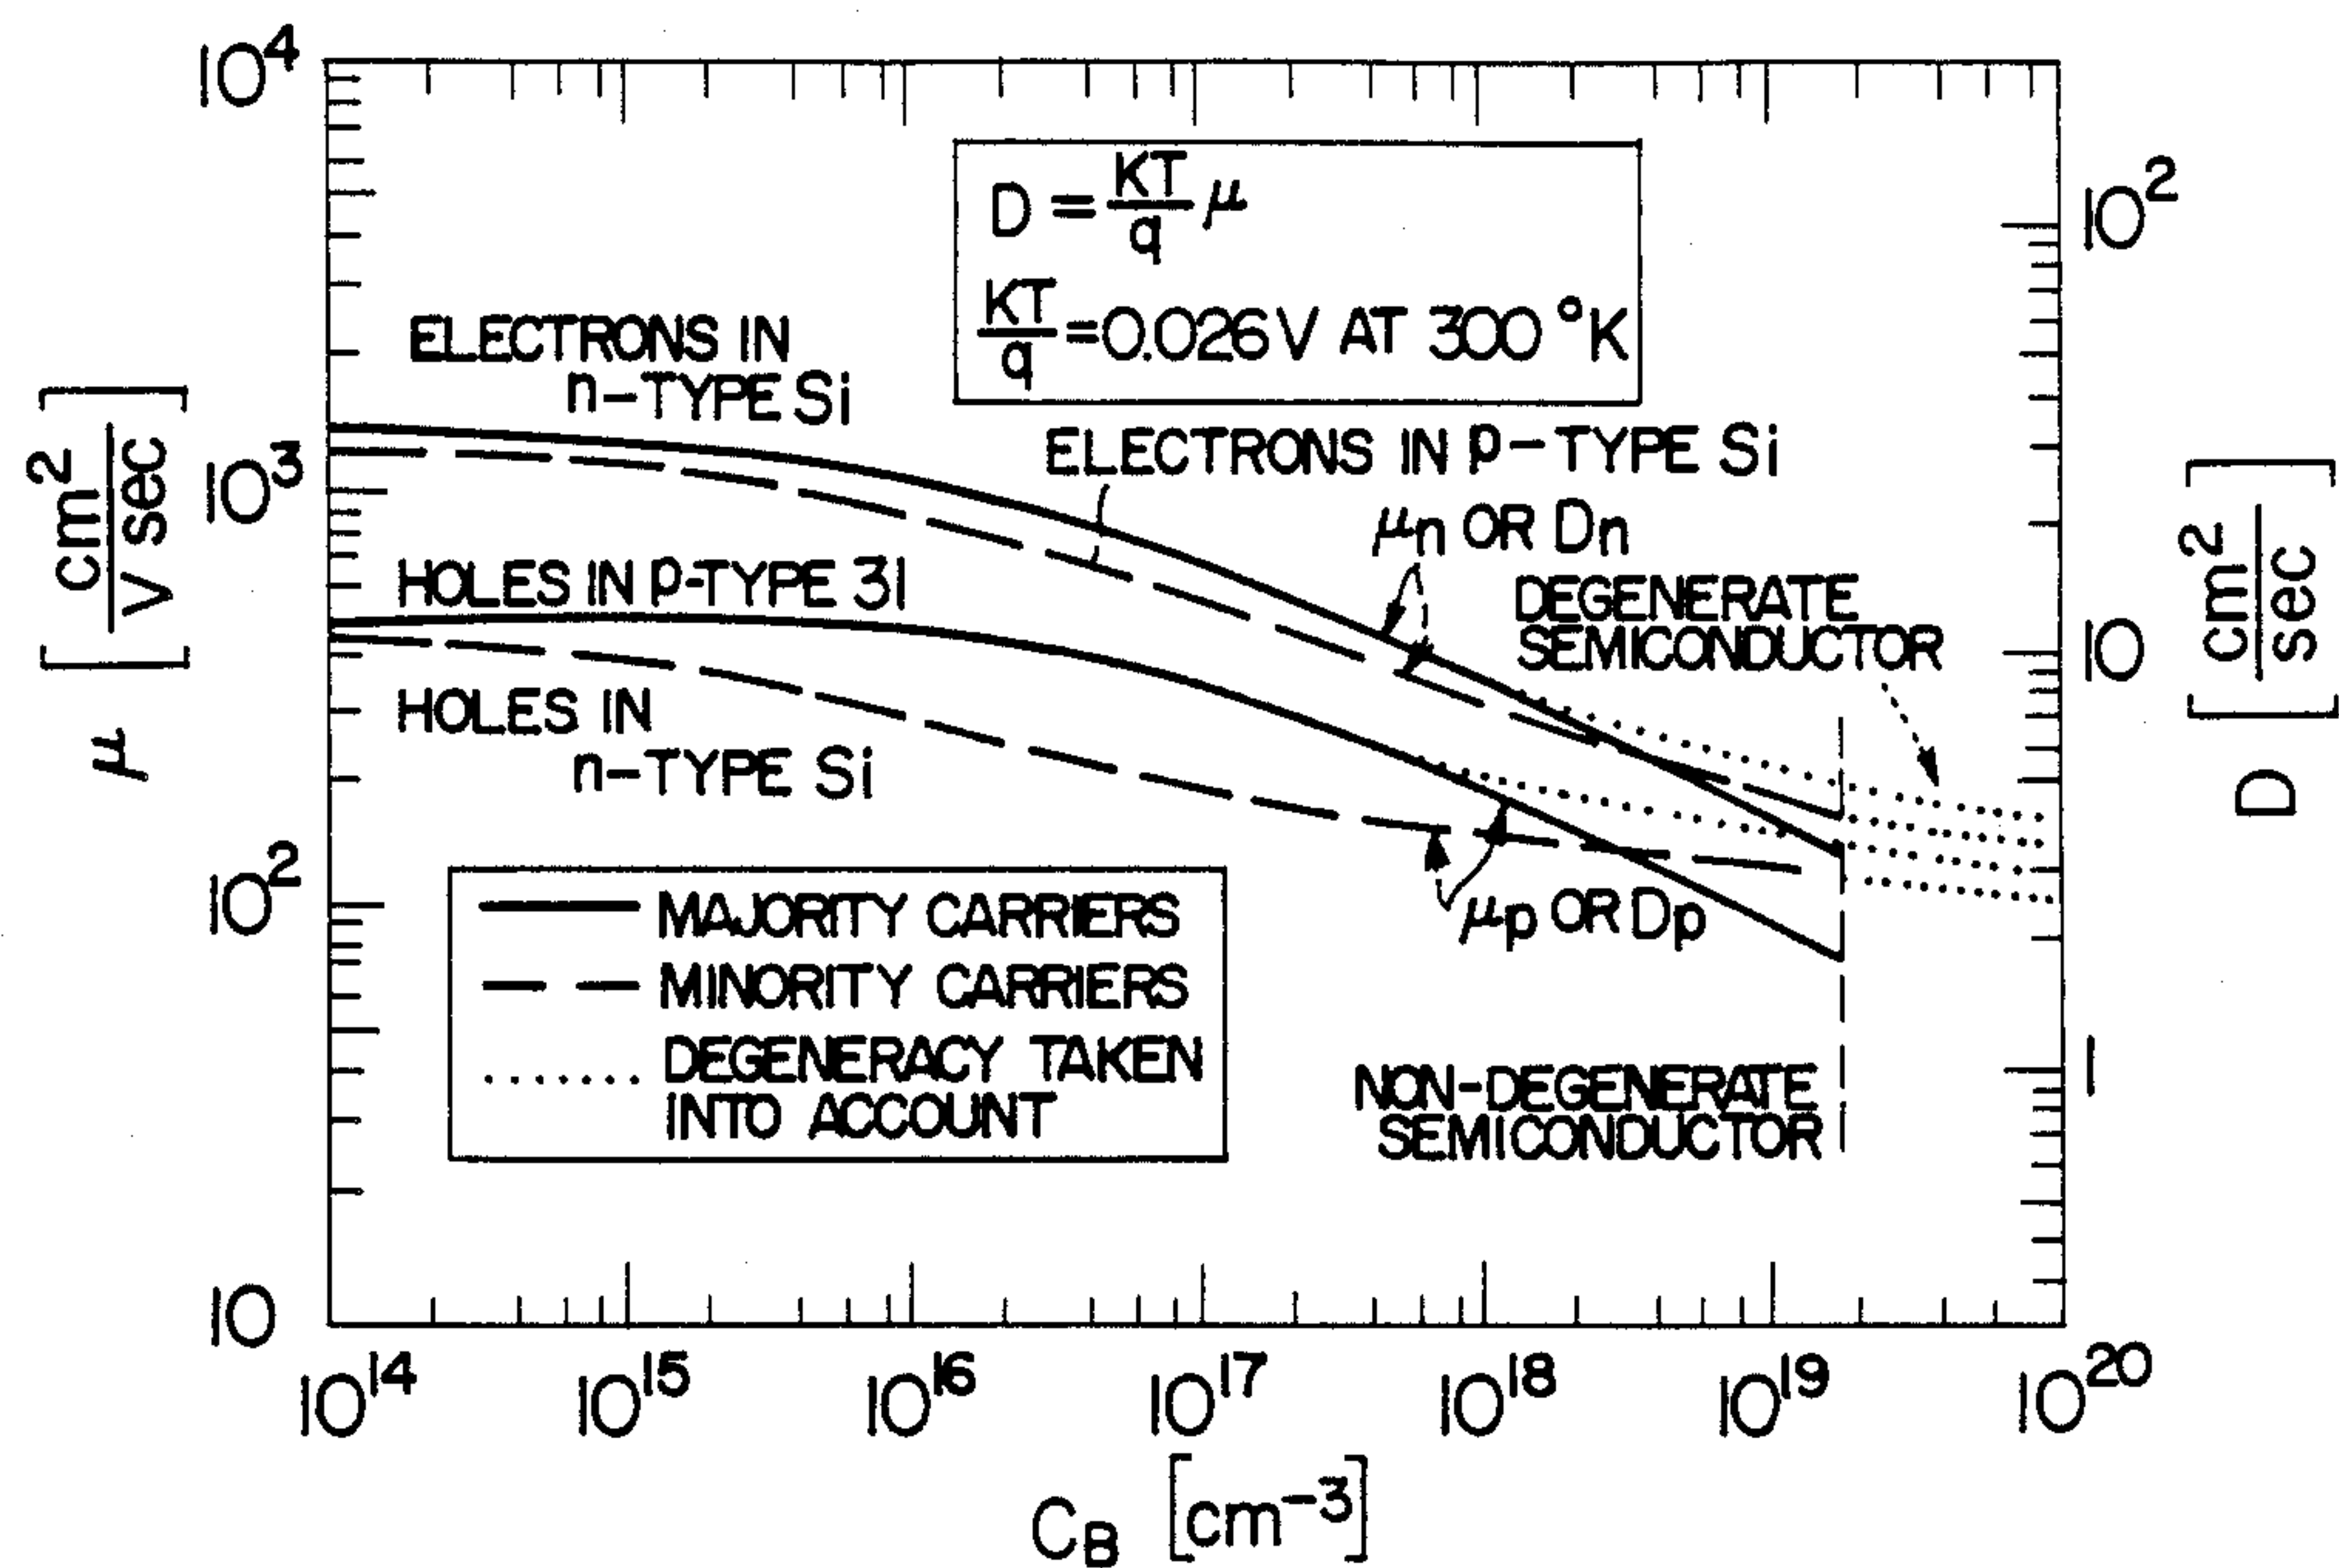 10⁴
10³
10²
10
μ [cm²/V sec]
10²
10
1
D [cm²/sec]
D = KT/q μ
KT/q = 0.026 V AT 300 °K
ELECTRONS IN
n-TYPE Si
ELECTRONS IN p-TYPE Si
μn OR Dn
HOLES IN p-TYPE 31
DEGENERATE
SEMICONDUCTOR
HOLES IN
n-TYPE Si
μp OR Dp
MAJORITY CARRIERS
MINORITY CARRIERS
DEGENERACY TAKEN
INTO ACCOUNT
NON-DEGENERATE
SEMICONDUCTOR
10¹⁴ 10¹⁵ 10¹⁶ 10¹⁷ 10¹⁸ 10¹⁹ 10²⁰
CB [cm⁻³]